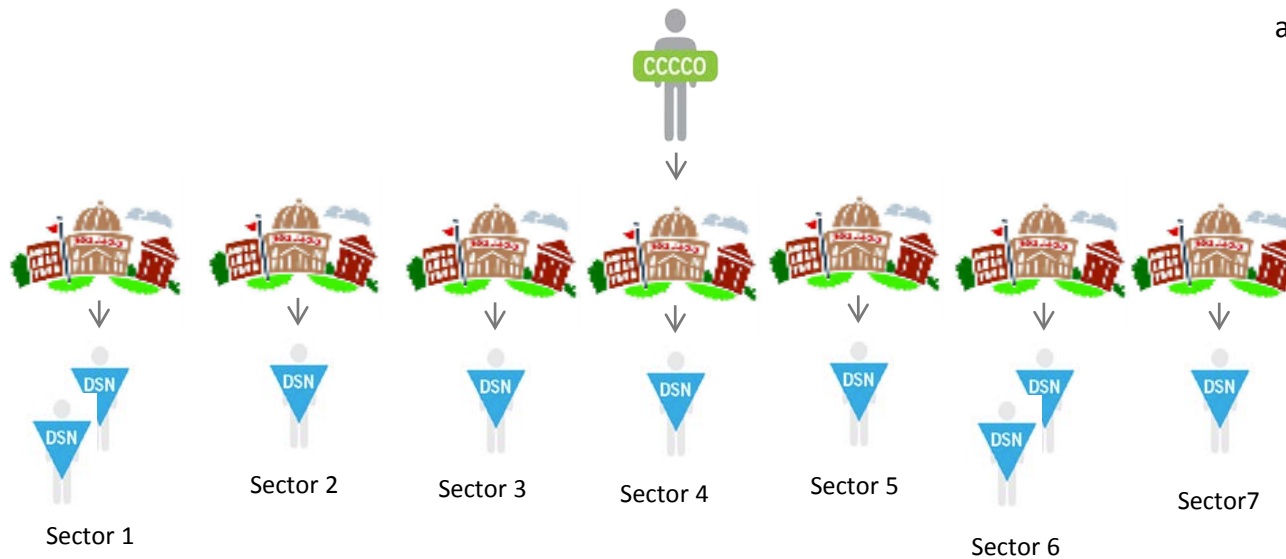 a
CCCCO
DSN
DSN
DSN
DSN
DSN
DSN
DSN
DSN
DSN
Sector 1
Sector 2
Sector 3
Sector 4
Sector 5
Sector 6
Sector7